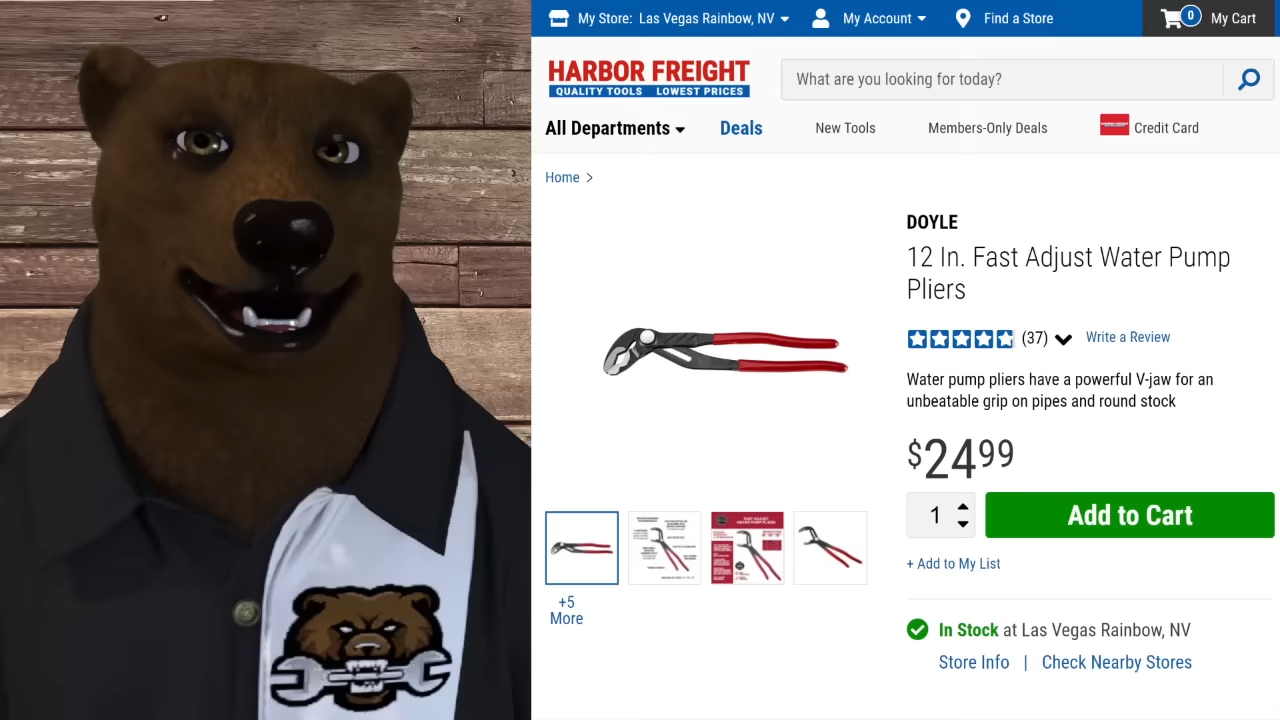 My Store: Las Vegas Rainbow, NV
My Account
Find a Store
0
My Cart
HARBOR FREIGHT
QUALITY TOOLS LOWEST PRICES
What are you looking for today?
All Departments
Deals
New Tools
Members-Only Deals
Credit Card
Home >
DOYLE
12 In. Fast Adjust Water Pump
Pliers
(37)
Write a Review
Water pump pliers have a powerful V-jaw for an
unbeatable grip on pipes and round stock
$24.99
1
Add to Cart
+ Add to My List
+5
More
In Stock at Las Vegas Rainbow, NV
Store Info | Check Nearby Stores